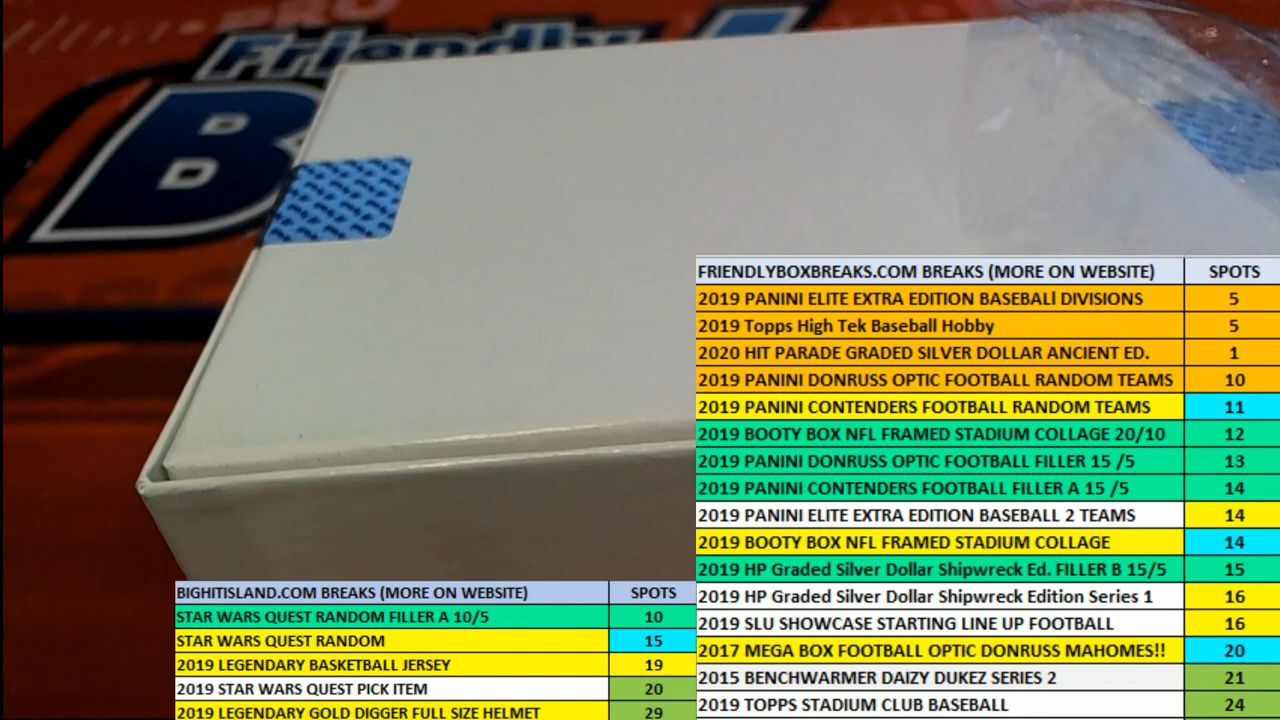 PRO
Friendly
B
FRIENDLYBOXBREAKS.COM BREAKS (MORE ON WEBSITE) SPOTS
2019 PANINI ELITE EXTRA EDITION BASEBALl DIVISIONS 5
2019 Topps High Tek Baseball Hobby 5
2020 HIT PARADE GRADED SILVER DOLLAR ANCIENT ED. 1
2019 PANINI DONRUSS OPTIC FOOTBALL RANDOM TEAMS 10
2019 PANINI CONTENDERS FOOTBALL RANDOM TEAMS 11
2019 BOOTY BOX NFL FRAMED STADIUM COLLAGE 20/10 12
2019 PANINI DONRUSS OPTIC FOOTBALL FILLER 15 /5 13
2019 PANINI CONTENDERS FOOTBALL FILLER A 15 /5 14
2019 PANINI ELITE EXTRA EDITION BASEBALL 2 TEAMS 14
2019 BOOTY BOX NFL FRAMED STADIUM COLLAGE 14
2019 HP Graded Silver Dollar Shipwreck Ed. FILLER B 15/5 15
2019 HP Graded Silver Dollar Shipwreck Edition Series 1 16
2019 SLU SHOWCASE STARTING LINE UP FOOTBALL 16
2017 MEGA BOX FOOTBALL OPTIC DONRUSS MAHOMES!! 20
2015 BENCHWARMER DAIZY DUKEZ SERIES 2 21
2019 TOPPS STADIUM CLUB BASEBALL 24
BIGHITISLAND.COM BREAKS (MORE ON WEBSITE) SPOTS
STAR WARS QUEST RANDOM FILLER A 10/5 10
STAR WARS QUEST RANDOM 15
2019 LEGENDARY BASKETBALL JERSEY 19
2019 STAR WARS QUEST PICK ITEM 20
2019 LEGENDARY GOLD DIGGER FULL SIZE HELMET 29